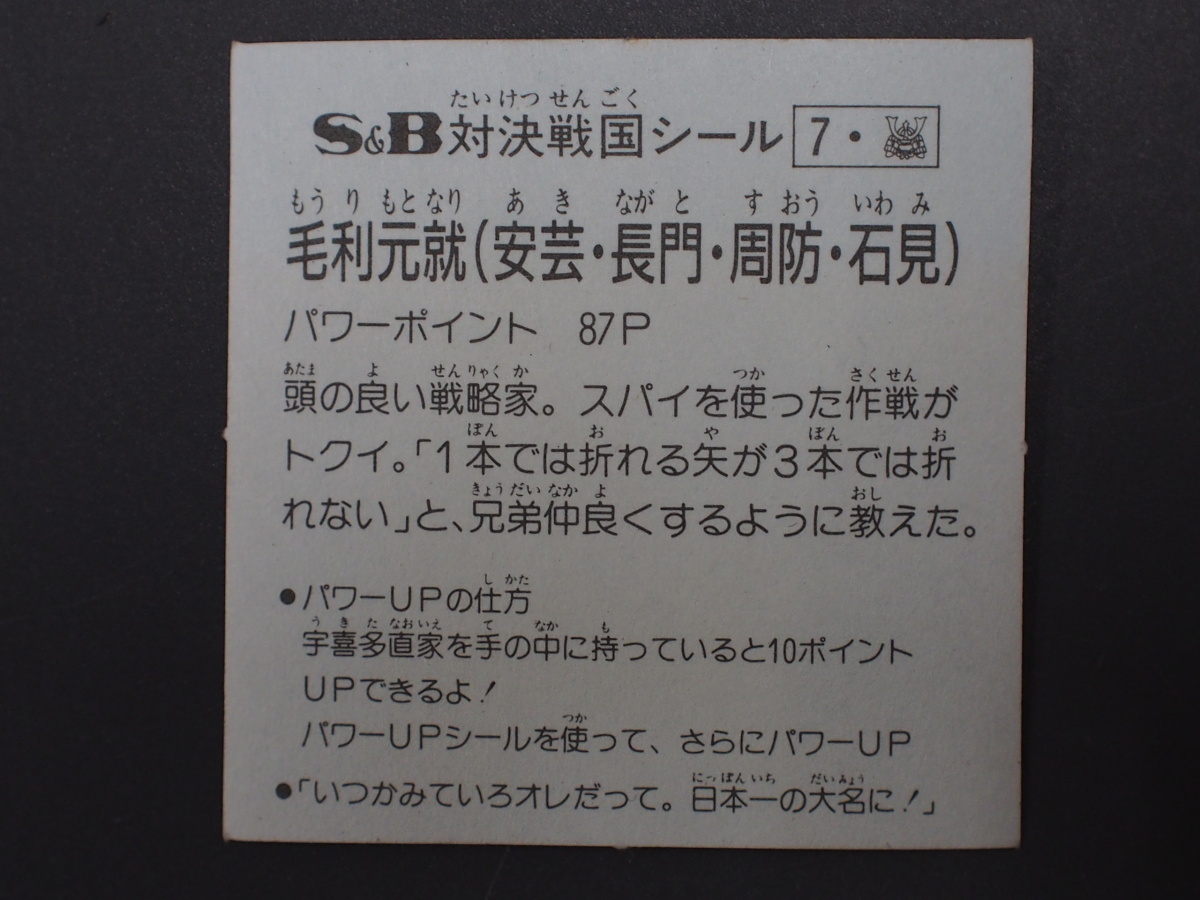 たいけつせんごく
S&B対決戦国シール 7・
もうりもとなり あき ながと すおう いわみ
毛利元就(安芸・長門・周防・石見)
パワーポイント 87P
あたま よ せんりゃくか つか さくせん
頭の良い戦略家。スパイを使った作戦が
ぼん お や ぼん お
トクイ。「1本では折れる矢が3本では折
きょうだいなかよ おし
れない」と、兄弟仲良くするように教えた。
しかた
●パワーUPの仕方
うきたなおいえ て なか も
宇喜多直家を手の中に持っていると10ポイント
UPできるよ!
つか
パワーUPシールを使って、さらにパワーUP
にっぽんいち だいみょう
●「いつかみていろオレだって。日本一の大名に!」